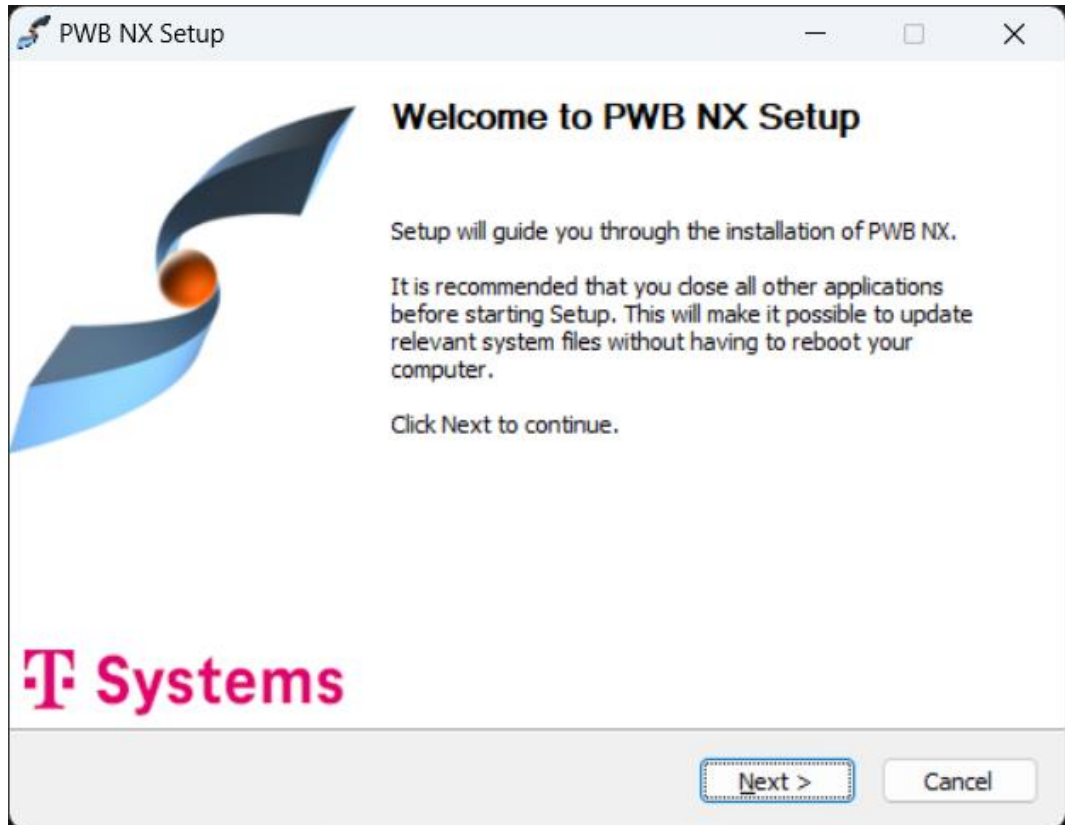 PWB NX Setup
Welcome to PWB NX Setup
Setup will guide you through the installation of PWB NX.
It is recommended that you close all other applications
before starting Setup. This will make it possible to update
relevant system files without having to reboot your
computer.
Click Next to continue.
T Systems
Next >
Cancel